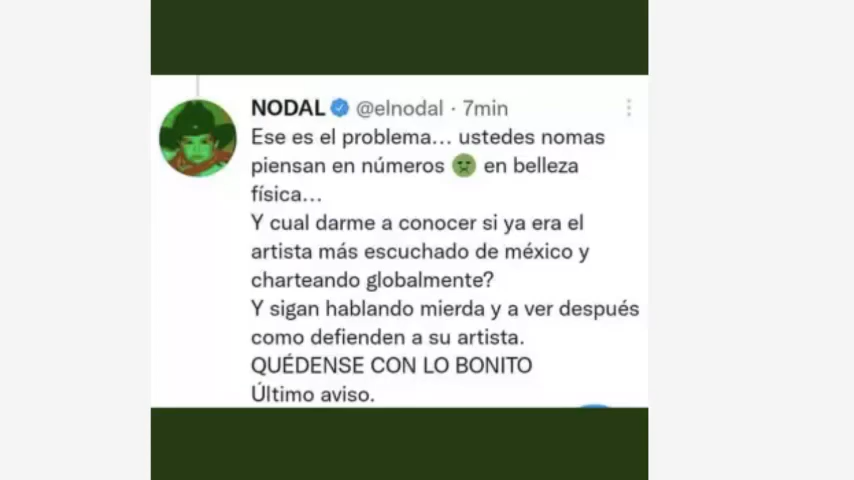 NODAL @elnodal · 7min
Ese es el problema... ustedes nomas
piensan en números 🤢 en belleza
física...
Y cual darme a conocer si ya era el
artista más escuchado de méxico y
charteando globalmente?
Y sigan hablando mierda y a ver después
como defienden a su artista.
QUÉDENSE CON LO BONITO
Último aviso.